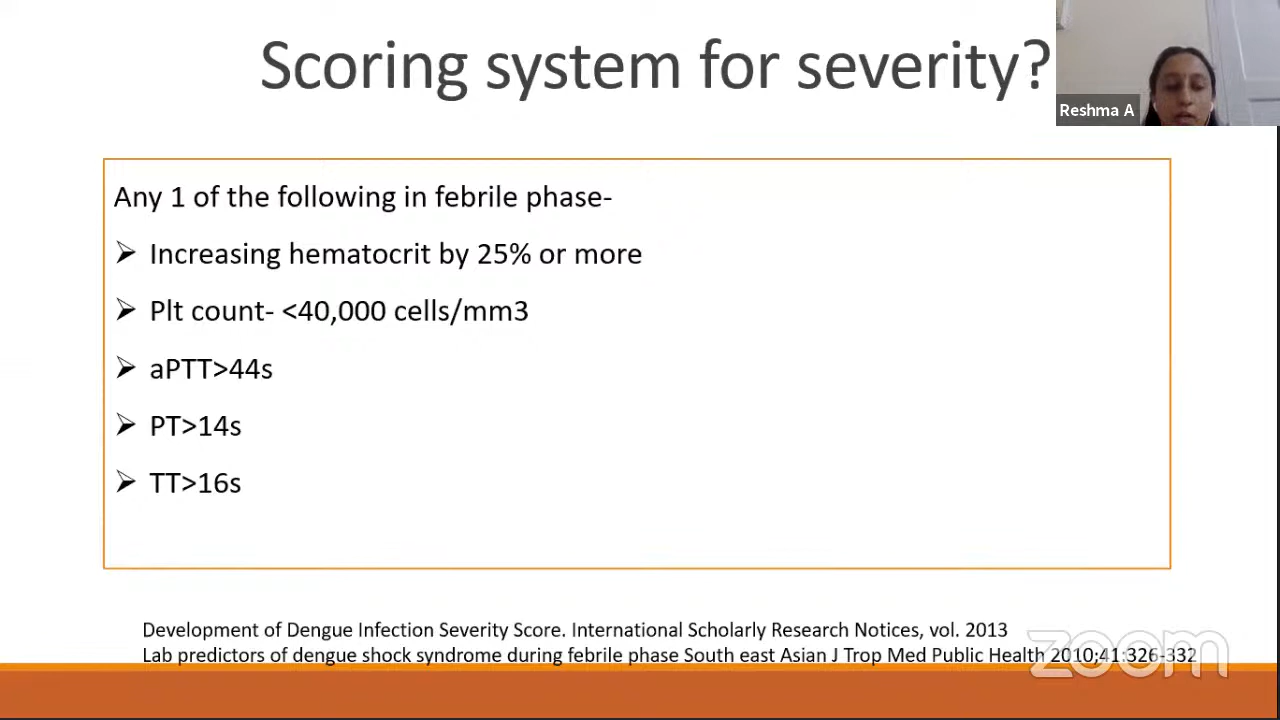 Scoring system for severity?
Reshma A
Any 1 of the following in febrile phase-
➢ Increasing hematocrit by 25% or more
➢ Plt count- <40,000 cells/mm3
➢ aPTT>44s
➢ PT>14s
➢ TT>16s
Development of Dengue Infection Severity Score. International Scholarly Research Notices, vol. 2013
Lab predictors of dengue shock syndrome during febrile phase South east Asian J Trop Med Public Health 2010;41:326-332
zoom